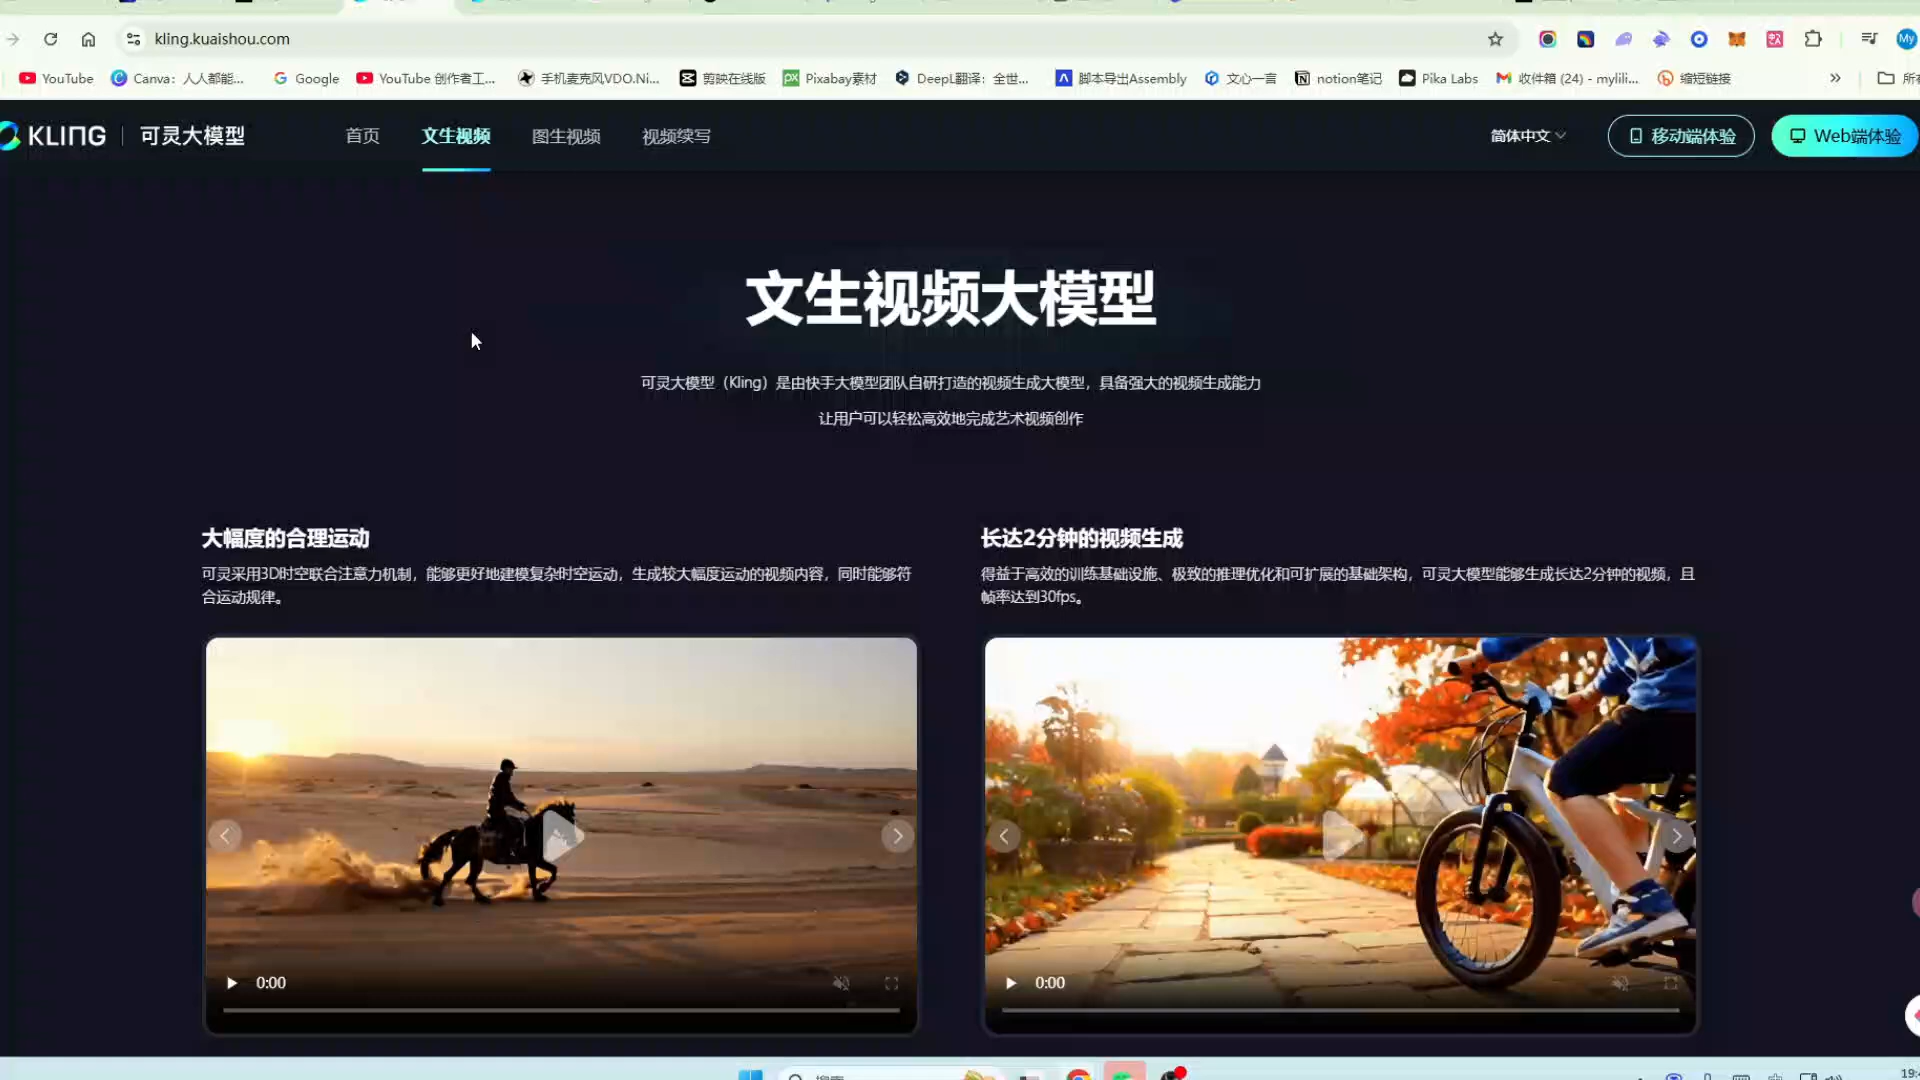 kling.kuaishou.com
YouTube
Canva：人人都能...
Google
YouTube 创作者工...
手机麦克风VDO.Ni...
剪映在线版
Pixabay素材
DeepL翻译：全世...
脚本导出Assembly
文心一言
notion笔记
Pika Labs
收件箱 (24) - mylili...
缩短链接
KLING
可灵大模型
首页
文生视频
图生视频
视频续写
简体中文
移动端体验
Web端体验
文生视频大模型
可灵大模型（Kling）是由快手大模型团队自研打造的视频生成大模型，具备强大的视频生成能力
让用户可以轻松高效地完成艺术视频创作
大幅度的合理运动
可灵采用3D时空联合注意力机制，能够更好地建模复杂时空运动，生成较大幅度运动的视频内容，同时能够符
合运动规律。
长达2分钟的视频生成
得益于高效的训练基础设施、极致的推理优化和可扩展的基础架构，可灵大模型能够生成长达2分钟的视频，且
帧率达到30fps。
0:00
0:00